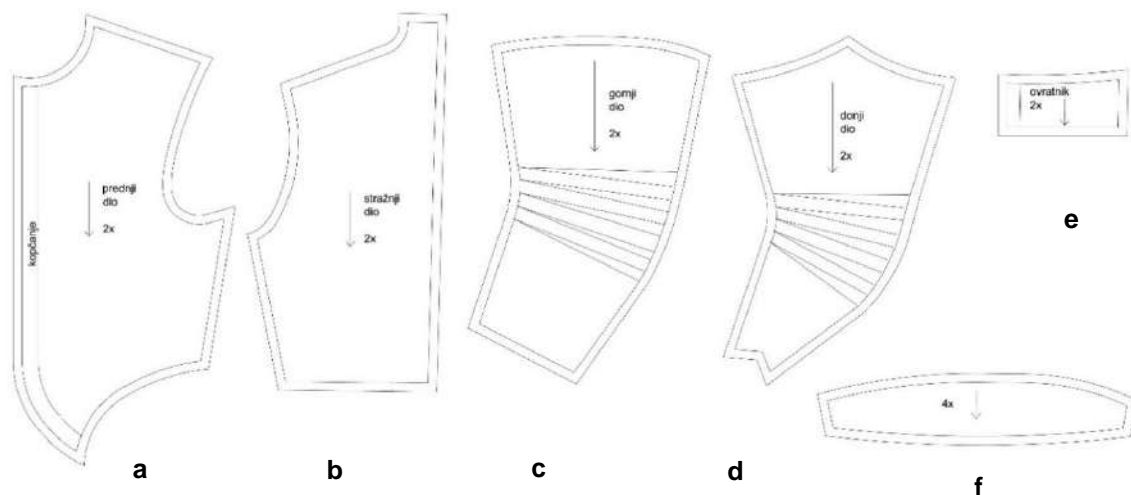 kopčanje
prednji
dio
2x
stražnji
dio
2x
gornji
dio
2x
donji
dio
2x
ovratnik
2x
4x
a
b
c
d
e
f